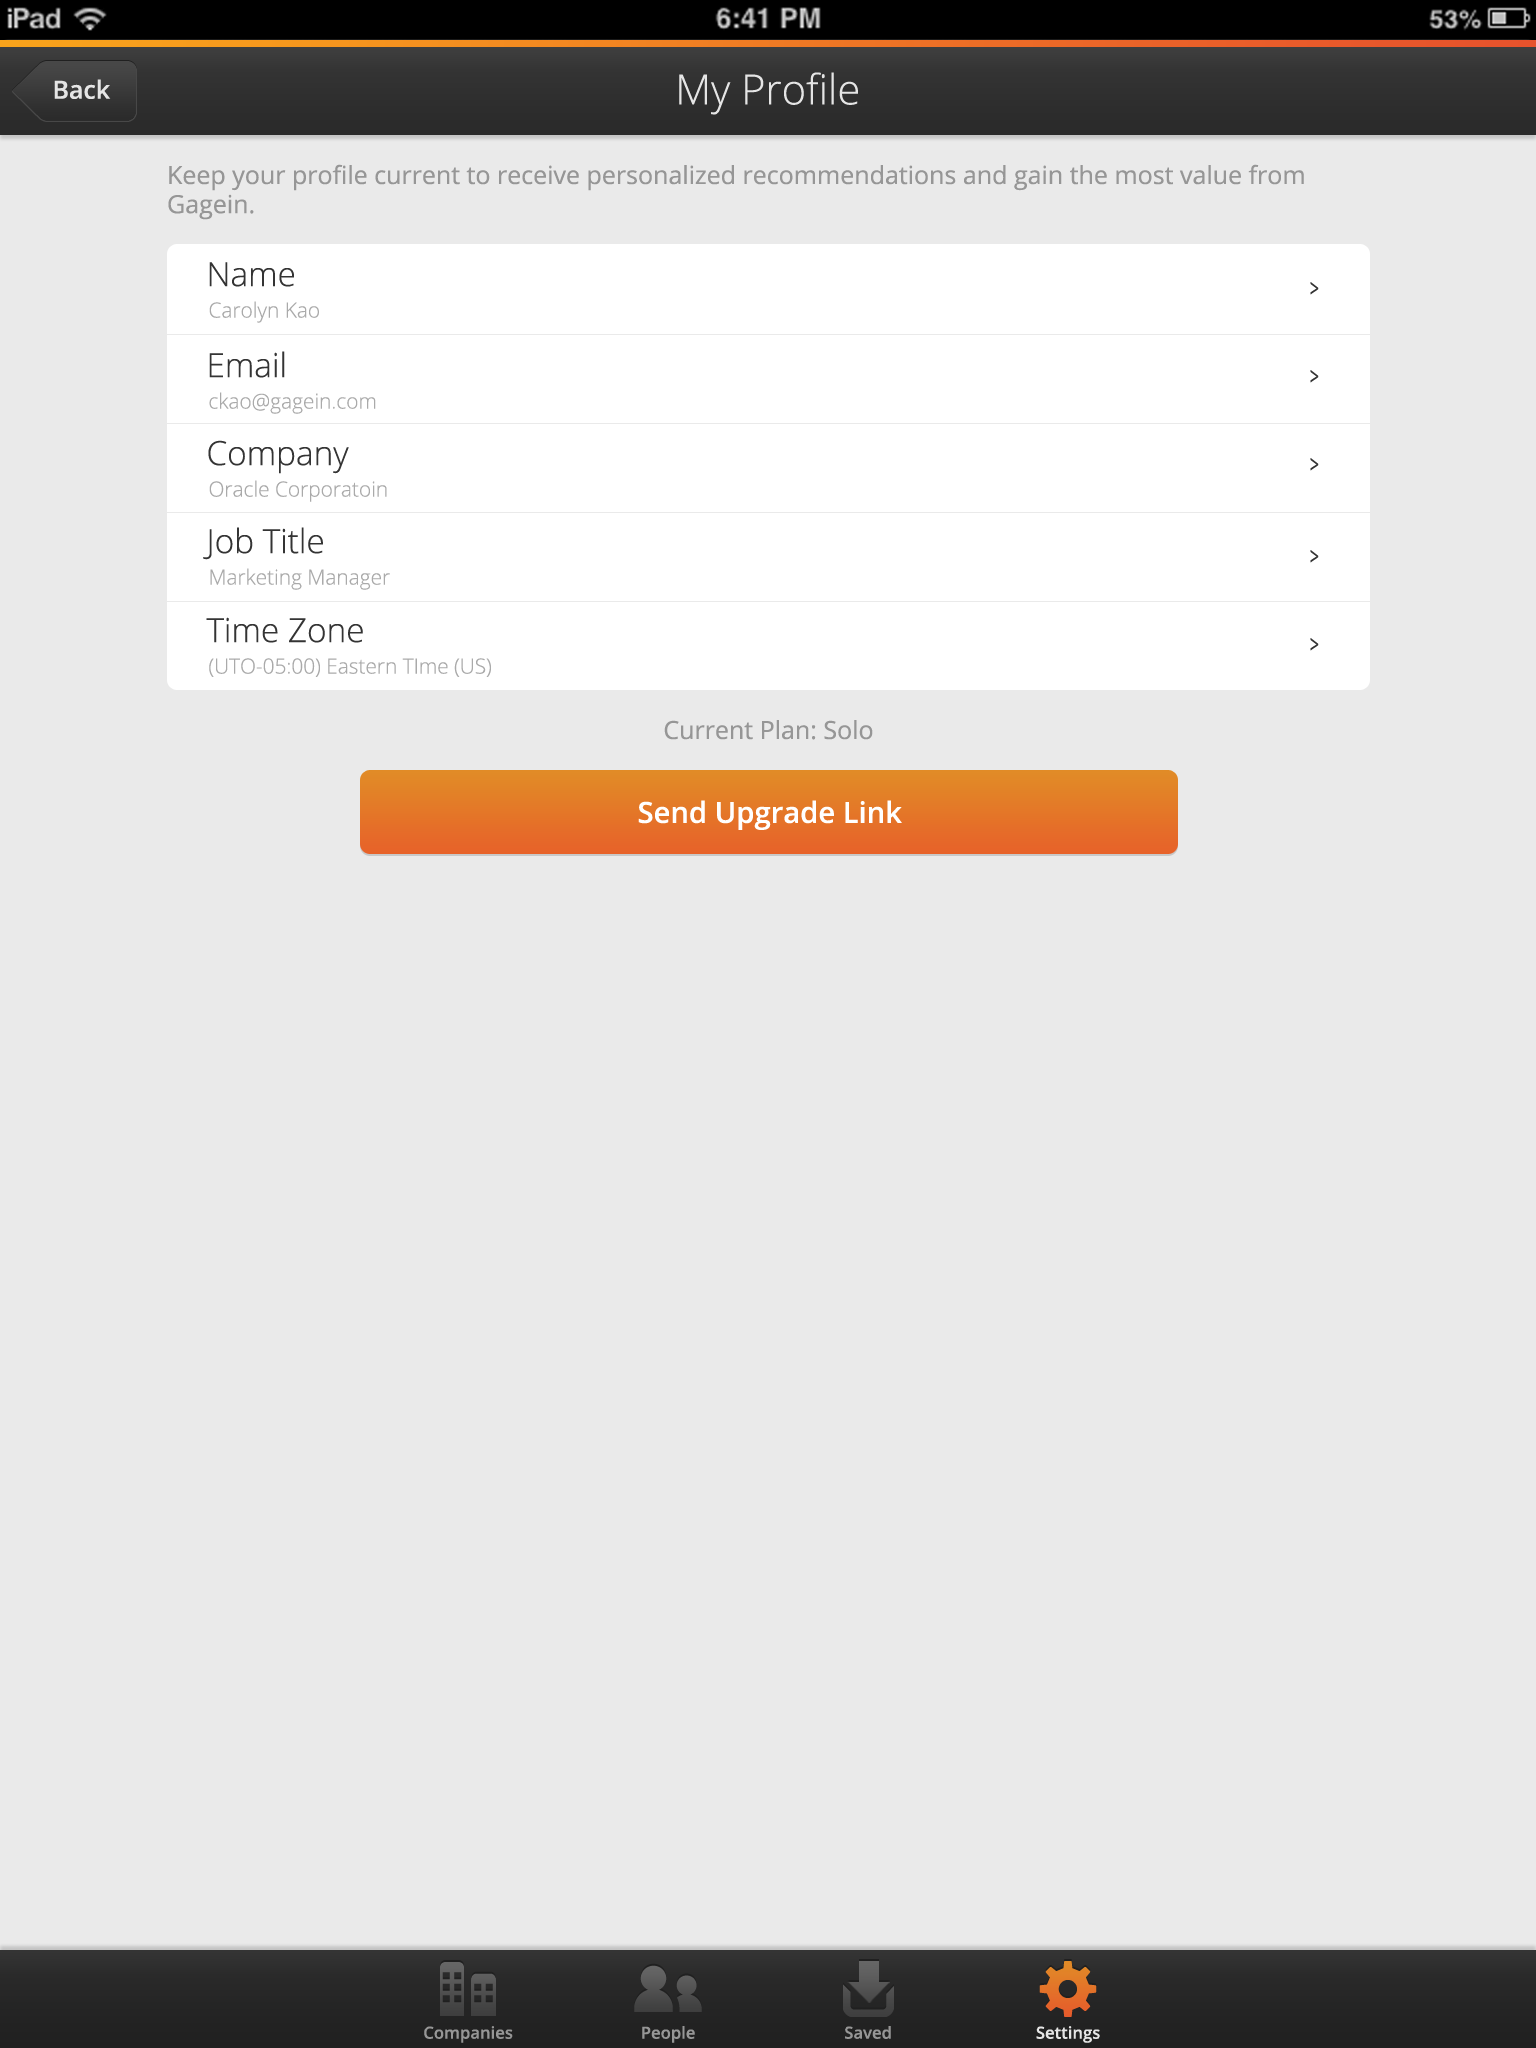 iPad 6:41 PM 53%
Back My Profile
Keep your profile current to receive personalized recommendations and gain the most value from
Gagein.
Name
Carolyn Kao
Email
ckao@gagein.com
Company
Oracle Corporatoin
Job Title
Marketing Manager
Time Zone
(UTO-05:00) Eastern TIme (US)
Current Plan: Solo
Send Upgrade Link
Companies People Saved Settings